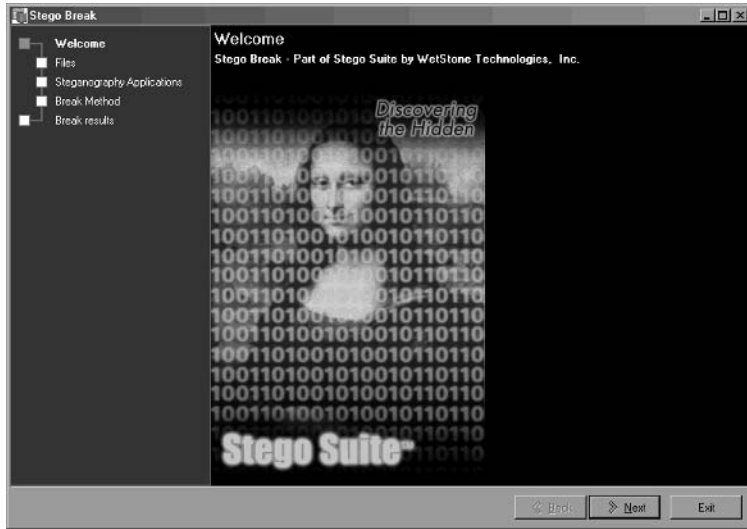 Stego Break
Welcome
Files
Steganography Applications
Break Method
Break results
Welcome
Stego Break - Part of Stego Suite by WetStone Technologies, Inc.
Discovering
the Hidden
Stego Suite™
Back
Next
Exit